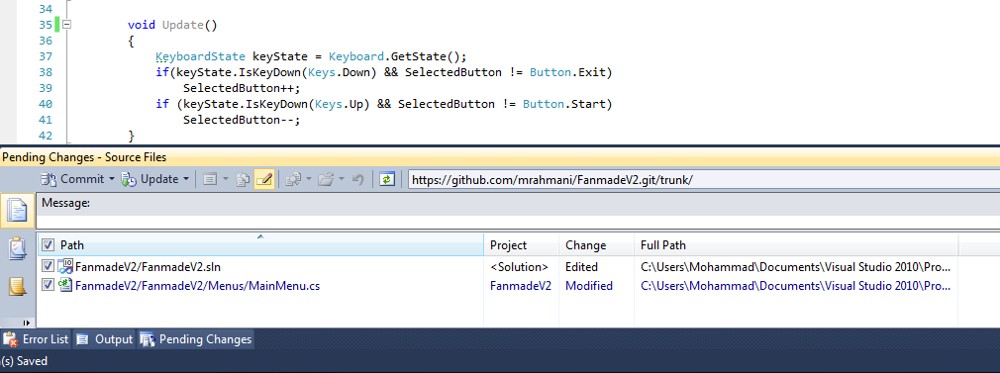 34
35 void Update()
36 {
37 KeyboardState keyState = Keyboard.GetState();
38 if(keyState.IsKeyDown(Keys.Down) && SelectedButton != Button.Exit)
39 SelectedButton++;
40 if (keyState.IsKeyDown(Keys.Up) && SelectedButton != Button.Start)
41 SelectedButton--;
42 }
Pending Changes - Source Files
Commit Update https://github.com/mrahmani/FanmadeV2.git/trunk/
Message:
Path Project Change Full Path
FanmadeV2/FanmadeV2.sln <Solution> Edited C:\Users\Mohammad\Documents\Visual Studio 2010\Pro...
FanmadeV2/FanmadeV2/Menus/MainMenu.cs FanmadeV2 Modified C:\Users\Mohammad\Documents\Visual Studio 2010\Pro...
Error List Output Pending Changes
(s) Saved